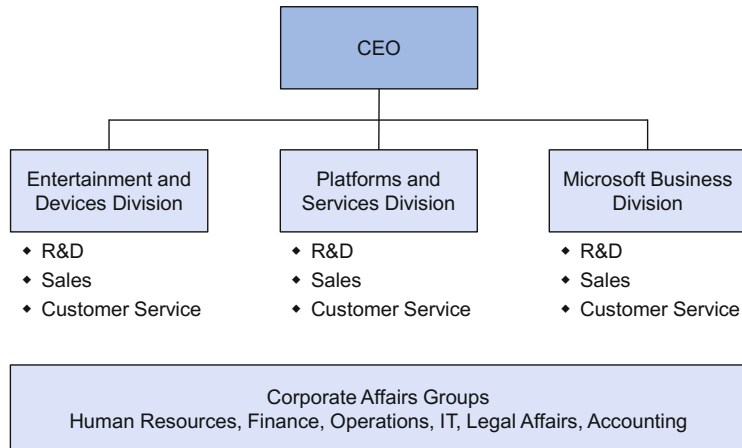 CEO
Entertainment and
Devices Division
Platforms and
Services Division
Microsoft Business
Division
◆ R&D
◆ Sales
◆ Customer Service
◆ R&D
◆ Sales
◆ Customer Service
◆ R&D
◆ Sales
◆ Customer Service
Corporate Affairs Groups
Human Resources, Finance, Operations, IT, Legal Affairs, Accounting